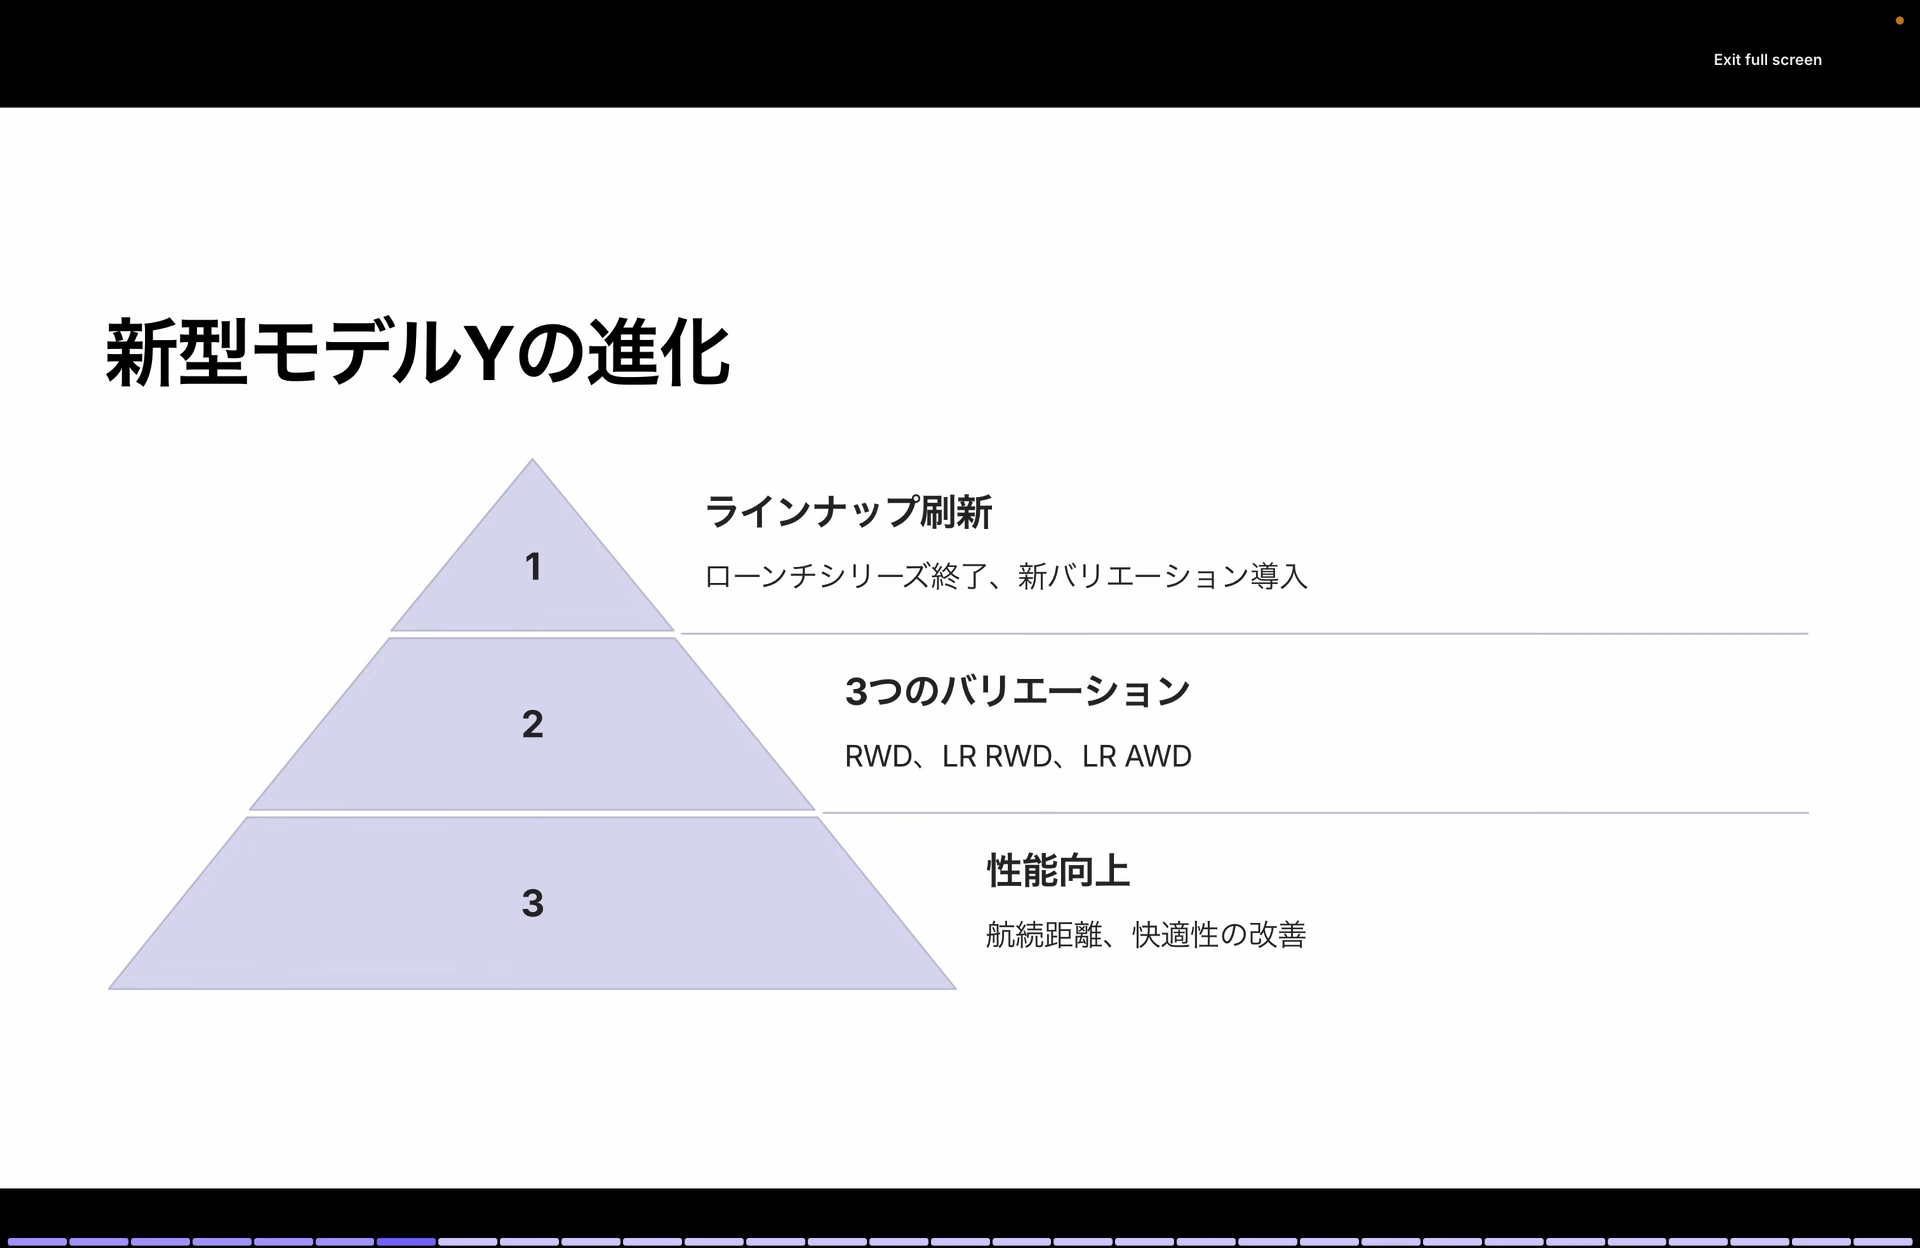 Exit full screen
新型モデルYの進化
1
ラインナップ刷新
ローンチシリーズ終了、新バリエーション導入
2
3つのバリエーション
RWD、LR RWD、LR AWD
3
性能向上
航続距離、快適性の改善